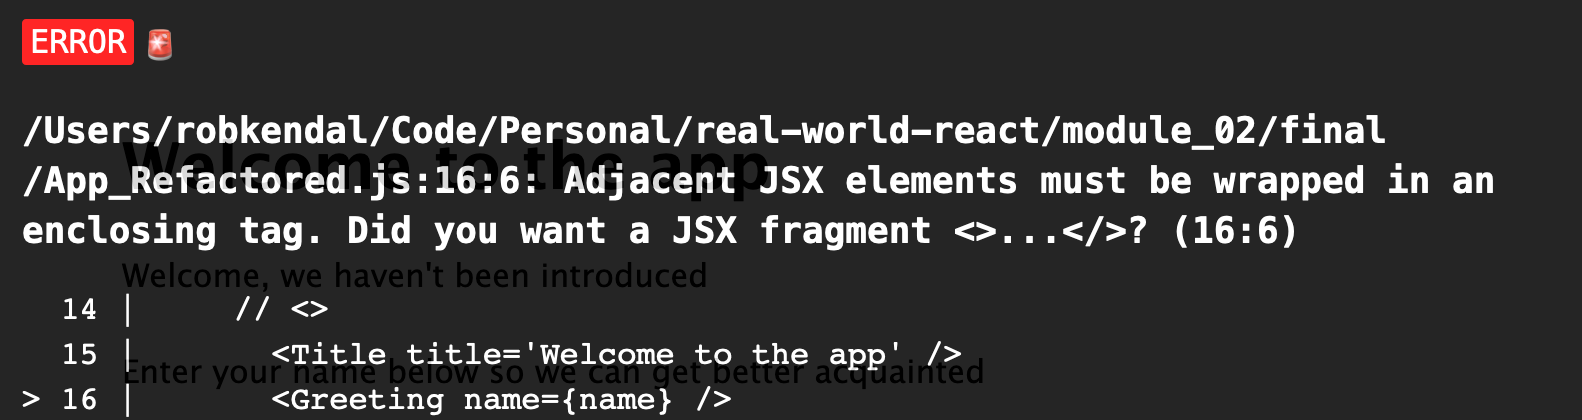 ERROR 🚨
/Users/robkendal/Code/Personal/real-world-react/module_02/final
Welcome to the app
/App_Refactored.js:16:6: Adjacent JSX elements must be wrapped in an
enclosing tag. Did you want a JSX fragment <>...</>? (16:6)
Welcome, we haven't been introduced
14 |     // <>
15 |       <Title title='Welcome to the app' />
Enter your name below so we can get better acquainted
> 16 |       <Greeting name={name} />